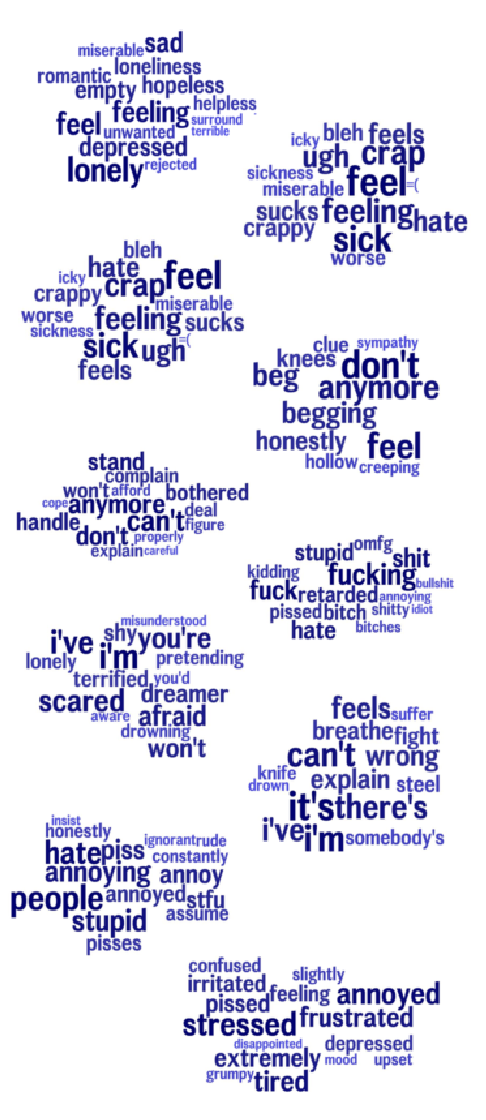 miserable sad
loneliness
romantic
empty hopeless
feeling helpless
feel surround
unwanted terrible
depressed
lonely rejected
icky bleh feels
ugh crap
sickness feel =(
miserable
sucks feeling hate
crappy sick
worse
bleh
hate feel
icky crap
crappy miserable
worse feeling sucks
sickness =(
sick ugh
feels
clue sympathy
knees don't
beg anymore
begging
honestly feel
hollow creeping
stand
complain
won't afford bothered
cope anymore deal
handle can't figure
don't properly
explain careful
stupid omfg shit
kidding fucking bullshit
fuck retarded annoying
pissed bitch shitty idiot
hate bitches
misunderstood
i've shy you're
lonely i'm pretending
terrified you'd
scared dreamer
aware afraid
drowning
won't
feels suffer
breathe fight
can't wrong
knife explain steel
drown
it's there's
i've i'm somebody's
insist
honestly ignorant rude
hate piss constantly
annoying annoy
people annoyed stfu
stupid assume
pisses
confused slightly
irritated feeling annoyed
pissed
stressed frustrated
disappointed depressed
extremely mood upset
grumpy tired